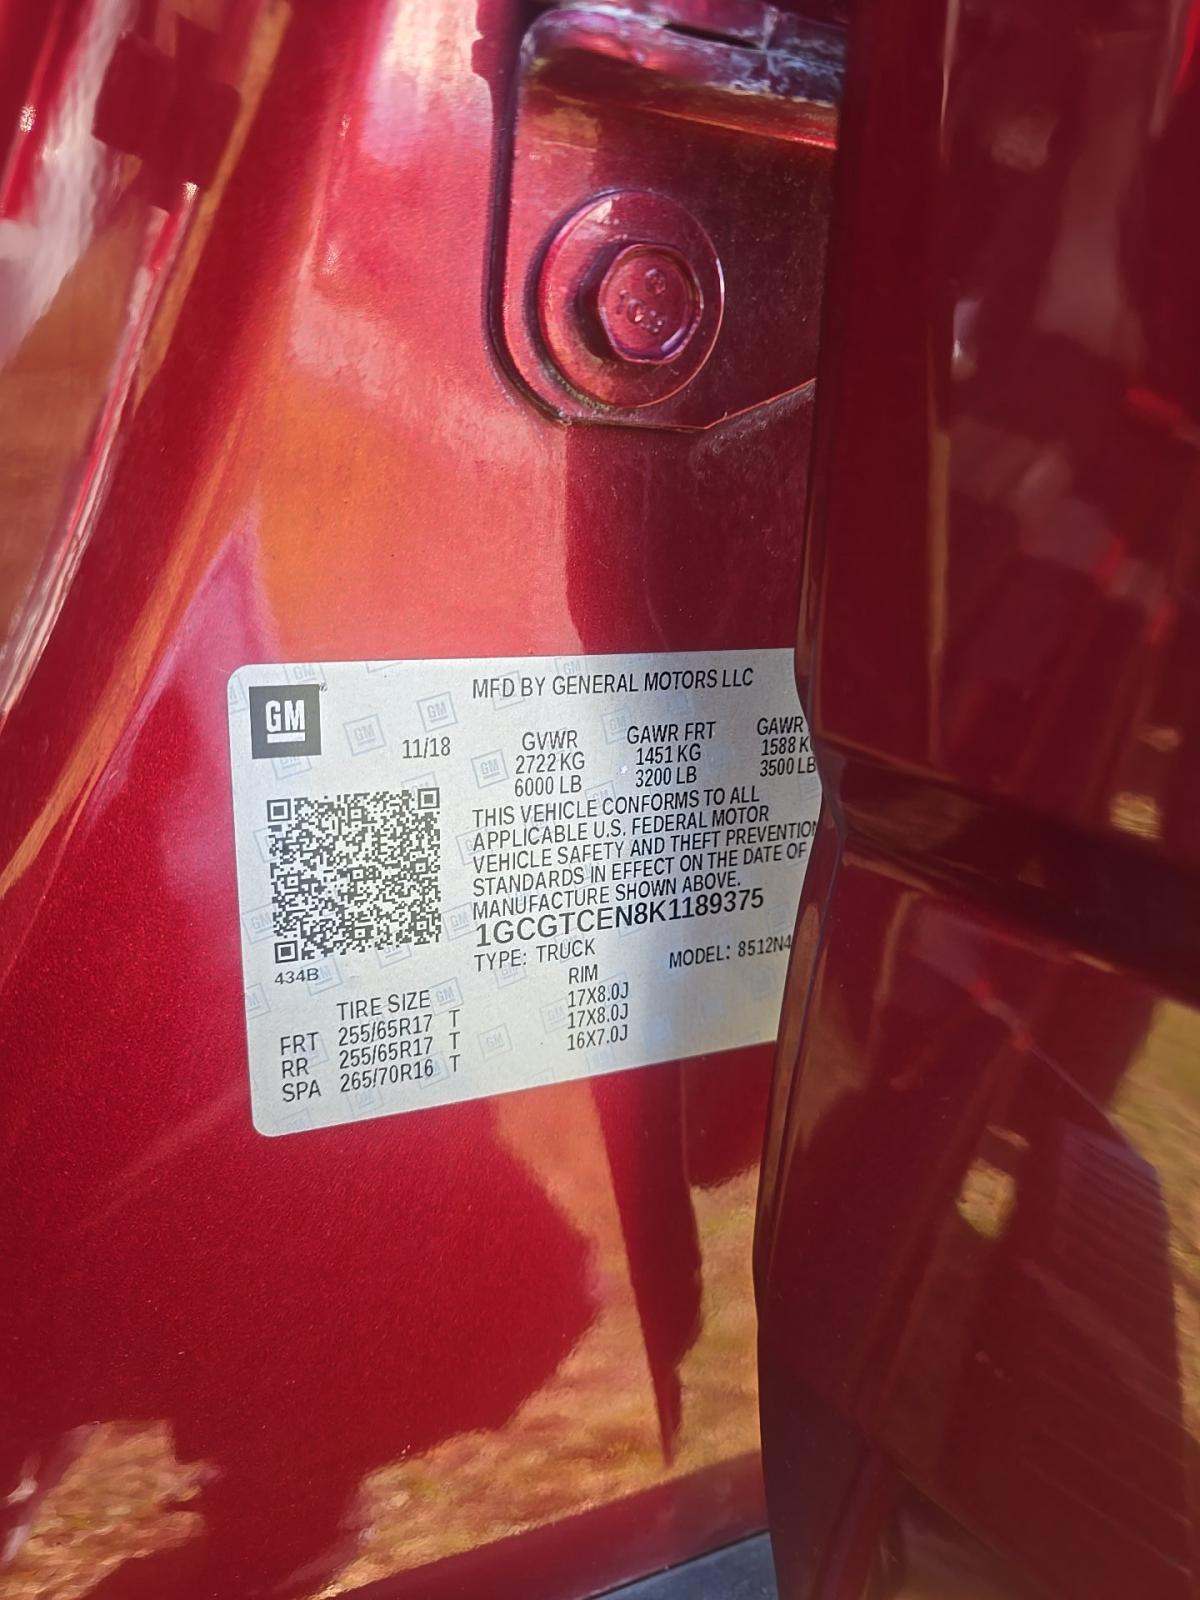 GM
MFD BY GENERAL MOTORS LLC
11/18
GVWR GAWR FRT GAWR
2722 KG 1451 KG 1588 K
6000 LB 3200 LB 3500 LB
THIS VEHICLE CONFORMS TO ALL
APPLICABLE U.S. FEDERAL MOTOR
VEHICLE SAFETY AND THEFT PREVENTION
STANDARDS IN EFFECT ON THE DATE OF
MANUFACTURE SHOWN ABOVE.
1GCGTCEN8K1189375
TYPE: TRUCK MODEL: 8512N4
434B
TIRE SIZE RIM
FRT 255/65R17 T 17X8.0J
RR 255/65R17 T 17X8.0J
SPA 265/70R16 T 16X7.0J